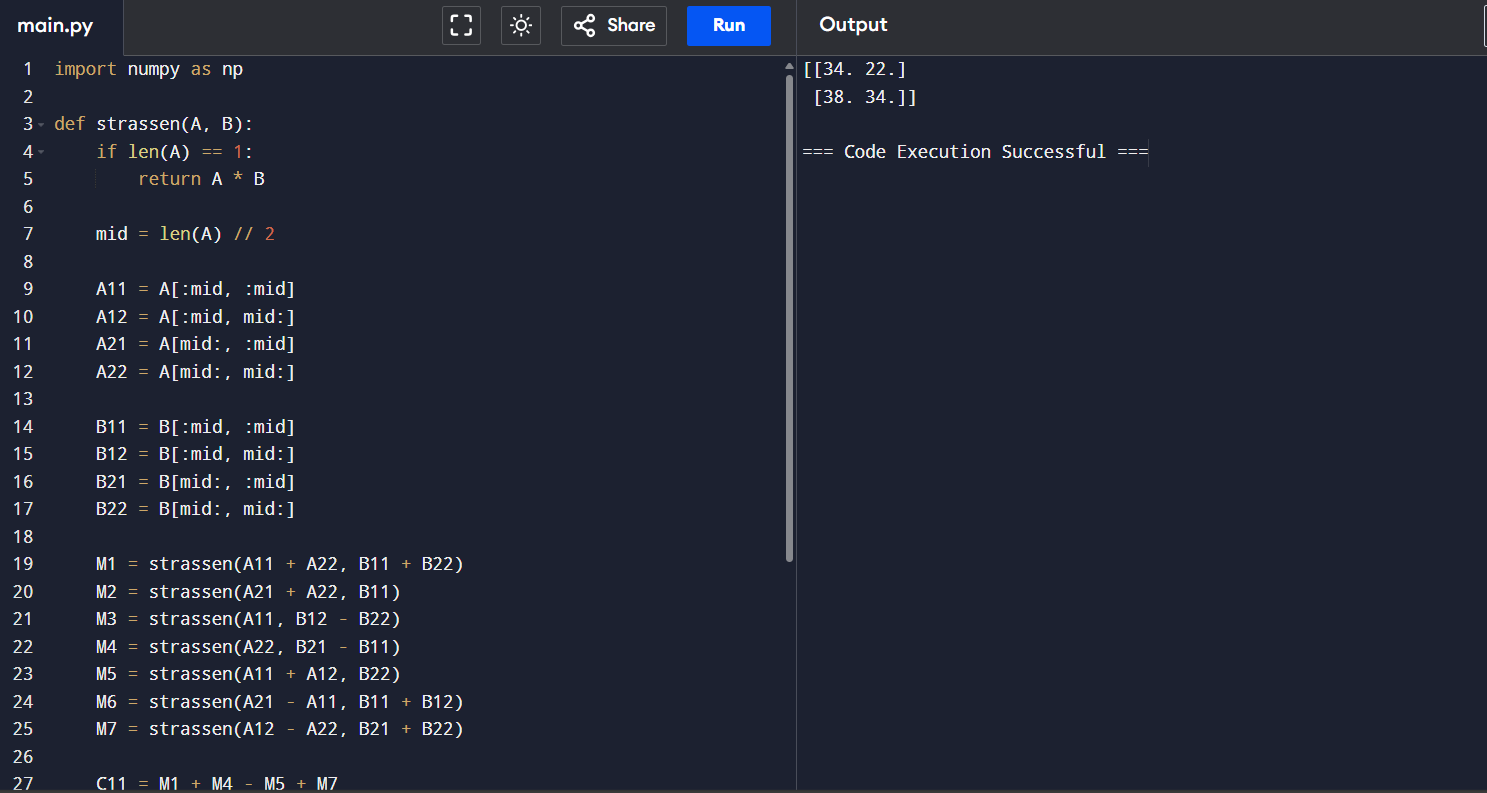 main.py
Share
Run
Output
1 import numpy as np
2
3 def strassen(A, B):
4     if len(A) == 1:
5         return A * B
6
7     mid = len(A) // 2
8
9     A11 = A[:mid, :mid]
10     A12 = A[:mid, mid:]
11     A21 = A[mid:, :mid]
12     A22 = A[mid:, mid:]
13
14     B11 = B[:mid, :mid]
15     B12 = B[:mid, mid:]
16     B21 = B[mid:, :mid]
17     B22 = B[mid:, mid:]
18
19     M1 = strassen(A11 + A22, B11 + B22)
20     M2 = strassen(A21 + A22, B11)
21     M3 = strassen(A11, B12 - B22)
22     M4 = strassen(A22, B21 - B11)
23     M5 = strassen(A11 + A12, B22)
24     M6 = strassen(A21 - A11, B11 + B12)
25     M7 = strassen(A12 - A22, B21 + B22)
26
27     C11 = M1 + M4 - M5 + M7
[[34. 22.]
 [38. 34.]]
=== Code Execution Successful ===